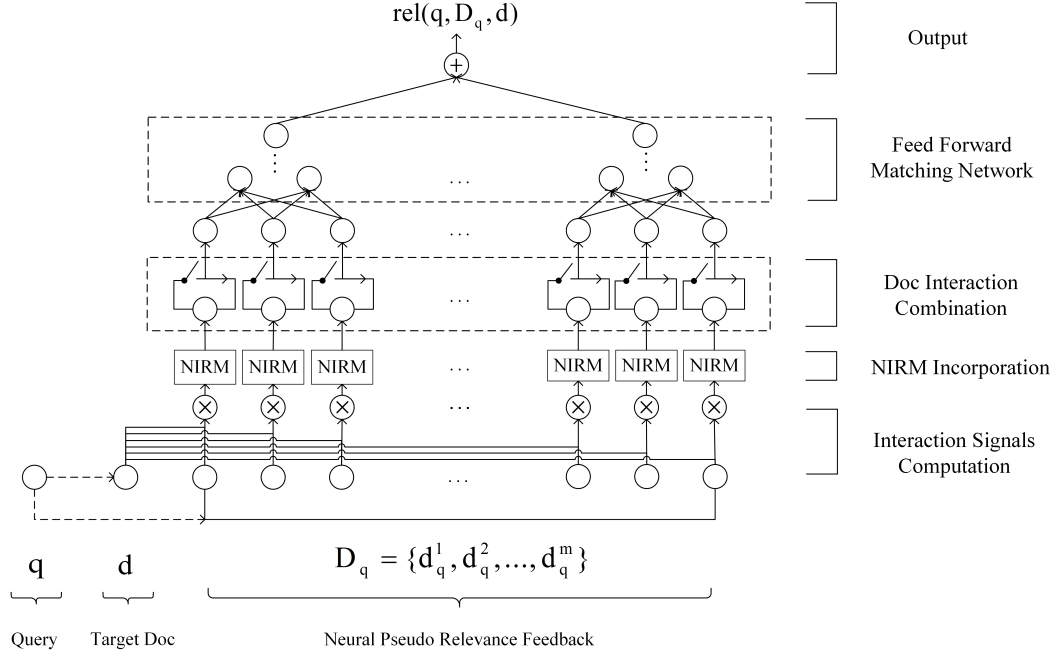 rel(q, D_q, d)
Output
+
Feed Forward
Matching Network
...
...
Doc Interaction
Combination
...
NIRM NIRM NIRM ... NIRM NIRM NIRM
NIRM Incorporation
× × × ... × × ×
Interaction Signals
Computation
...
q d D_q = {d_q^1, d_q^2, ..., d_q^m}
Query Target Doc Neural Pseudo Relevance Feedback